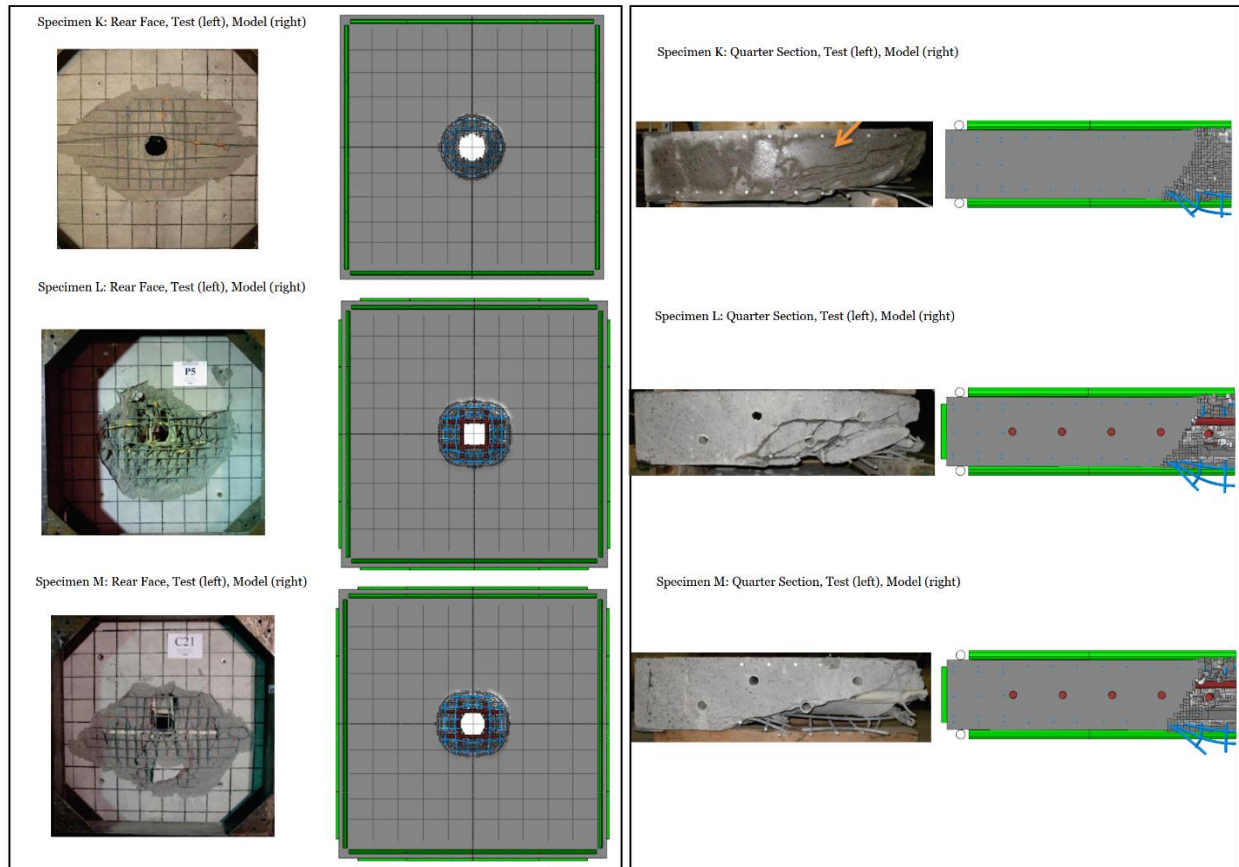 Specimen K: Rear Face, Test (left), Model (right)
Specimen L: Rear Face, Test (left), Model (right)
P5
Specimen M: Rear Face, Test (left), Model (right)
C21
Specimen K: Quarter Section, Test (left), Model (right)
Specimen L: Quarter Section, Test (left), Model (right)
Specimen M: Quarter Section, Test (left), Model (right)